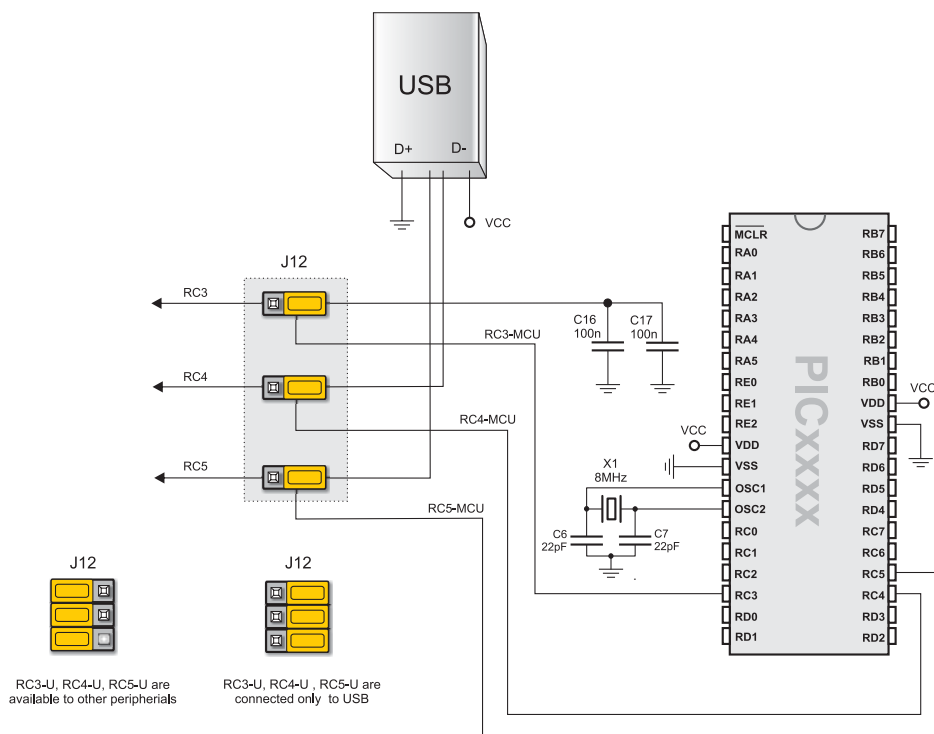 USB
D+ D-
VCC
J12
RC3
RC4
RC5
RC3-MCU
RC4-MCU
RC5-MCU
C16
100n
C17
100n
VCC
X1
8MHz
C6
22pF
C7
22pF
MCLR
RA0
RA1
RA2
RA3
RA4
RA5
RE0
RE1
RE2
VDD
VSS
OSC1
OSC2
RC0
RC1
RC2
RC3
RD0
RD1
PICxxxx
RB7
RB6
RB5
RB4
RB3
RB2
RB1
RB0
VDD
VSS
RD7
RD6
RD5
RD4
RC7
RC6
RC5
RC4
RD3
RD2
VCC
J12
RC3-U, RC4-U, RC5-U are
available to other peripherials
J12
RC3-U, RC4-U , RC5-U are
connected only to USB